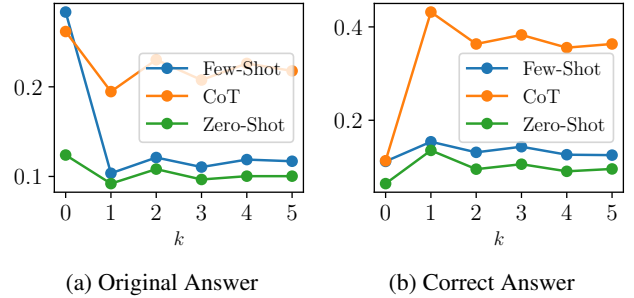 0.2
0.1
0 1 2 3 4 5
k
Few-Shot
CoT
Zero-Shot
(a) Original Answer
0.4
0.2
0 1 2 3 4 5
k
Few-Shot
CoT
Zero-Shot
(b) Correct Answer